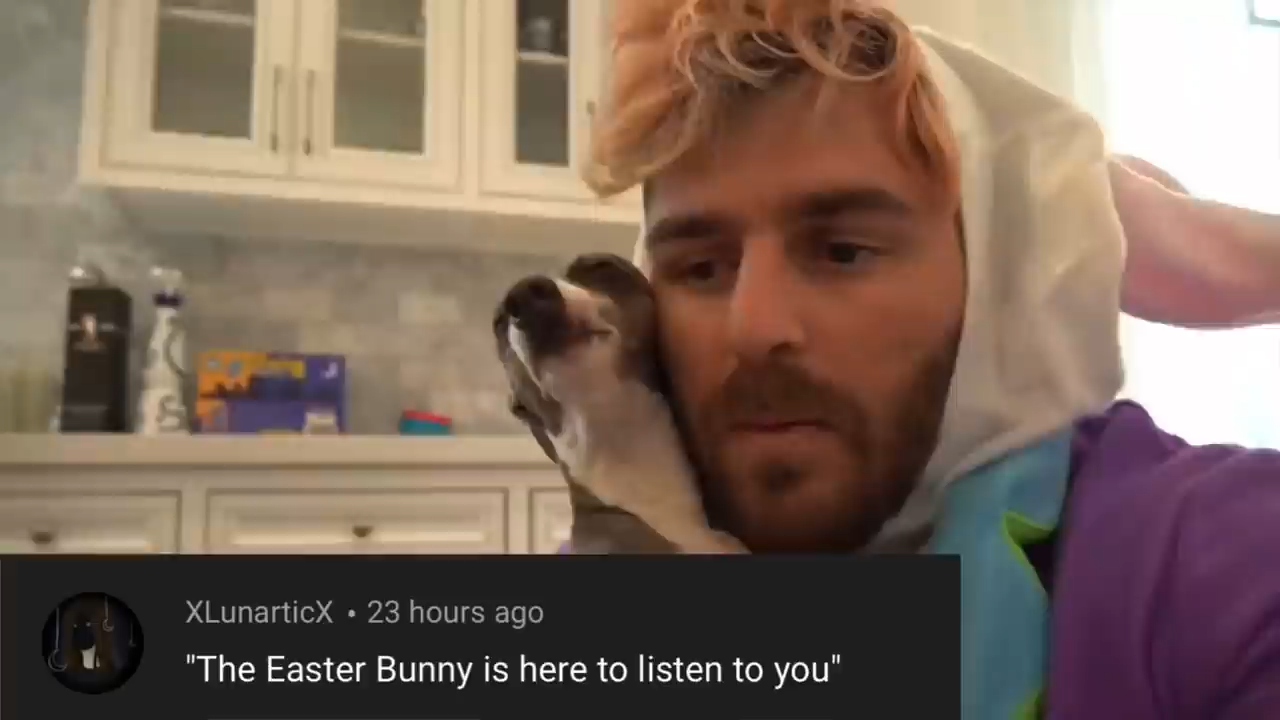 XLunarticX • 23 hours ago
"The Easter Bunny is here to listen to you"